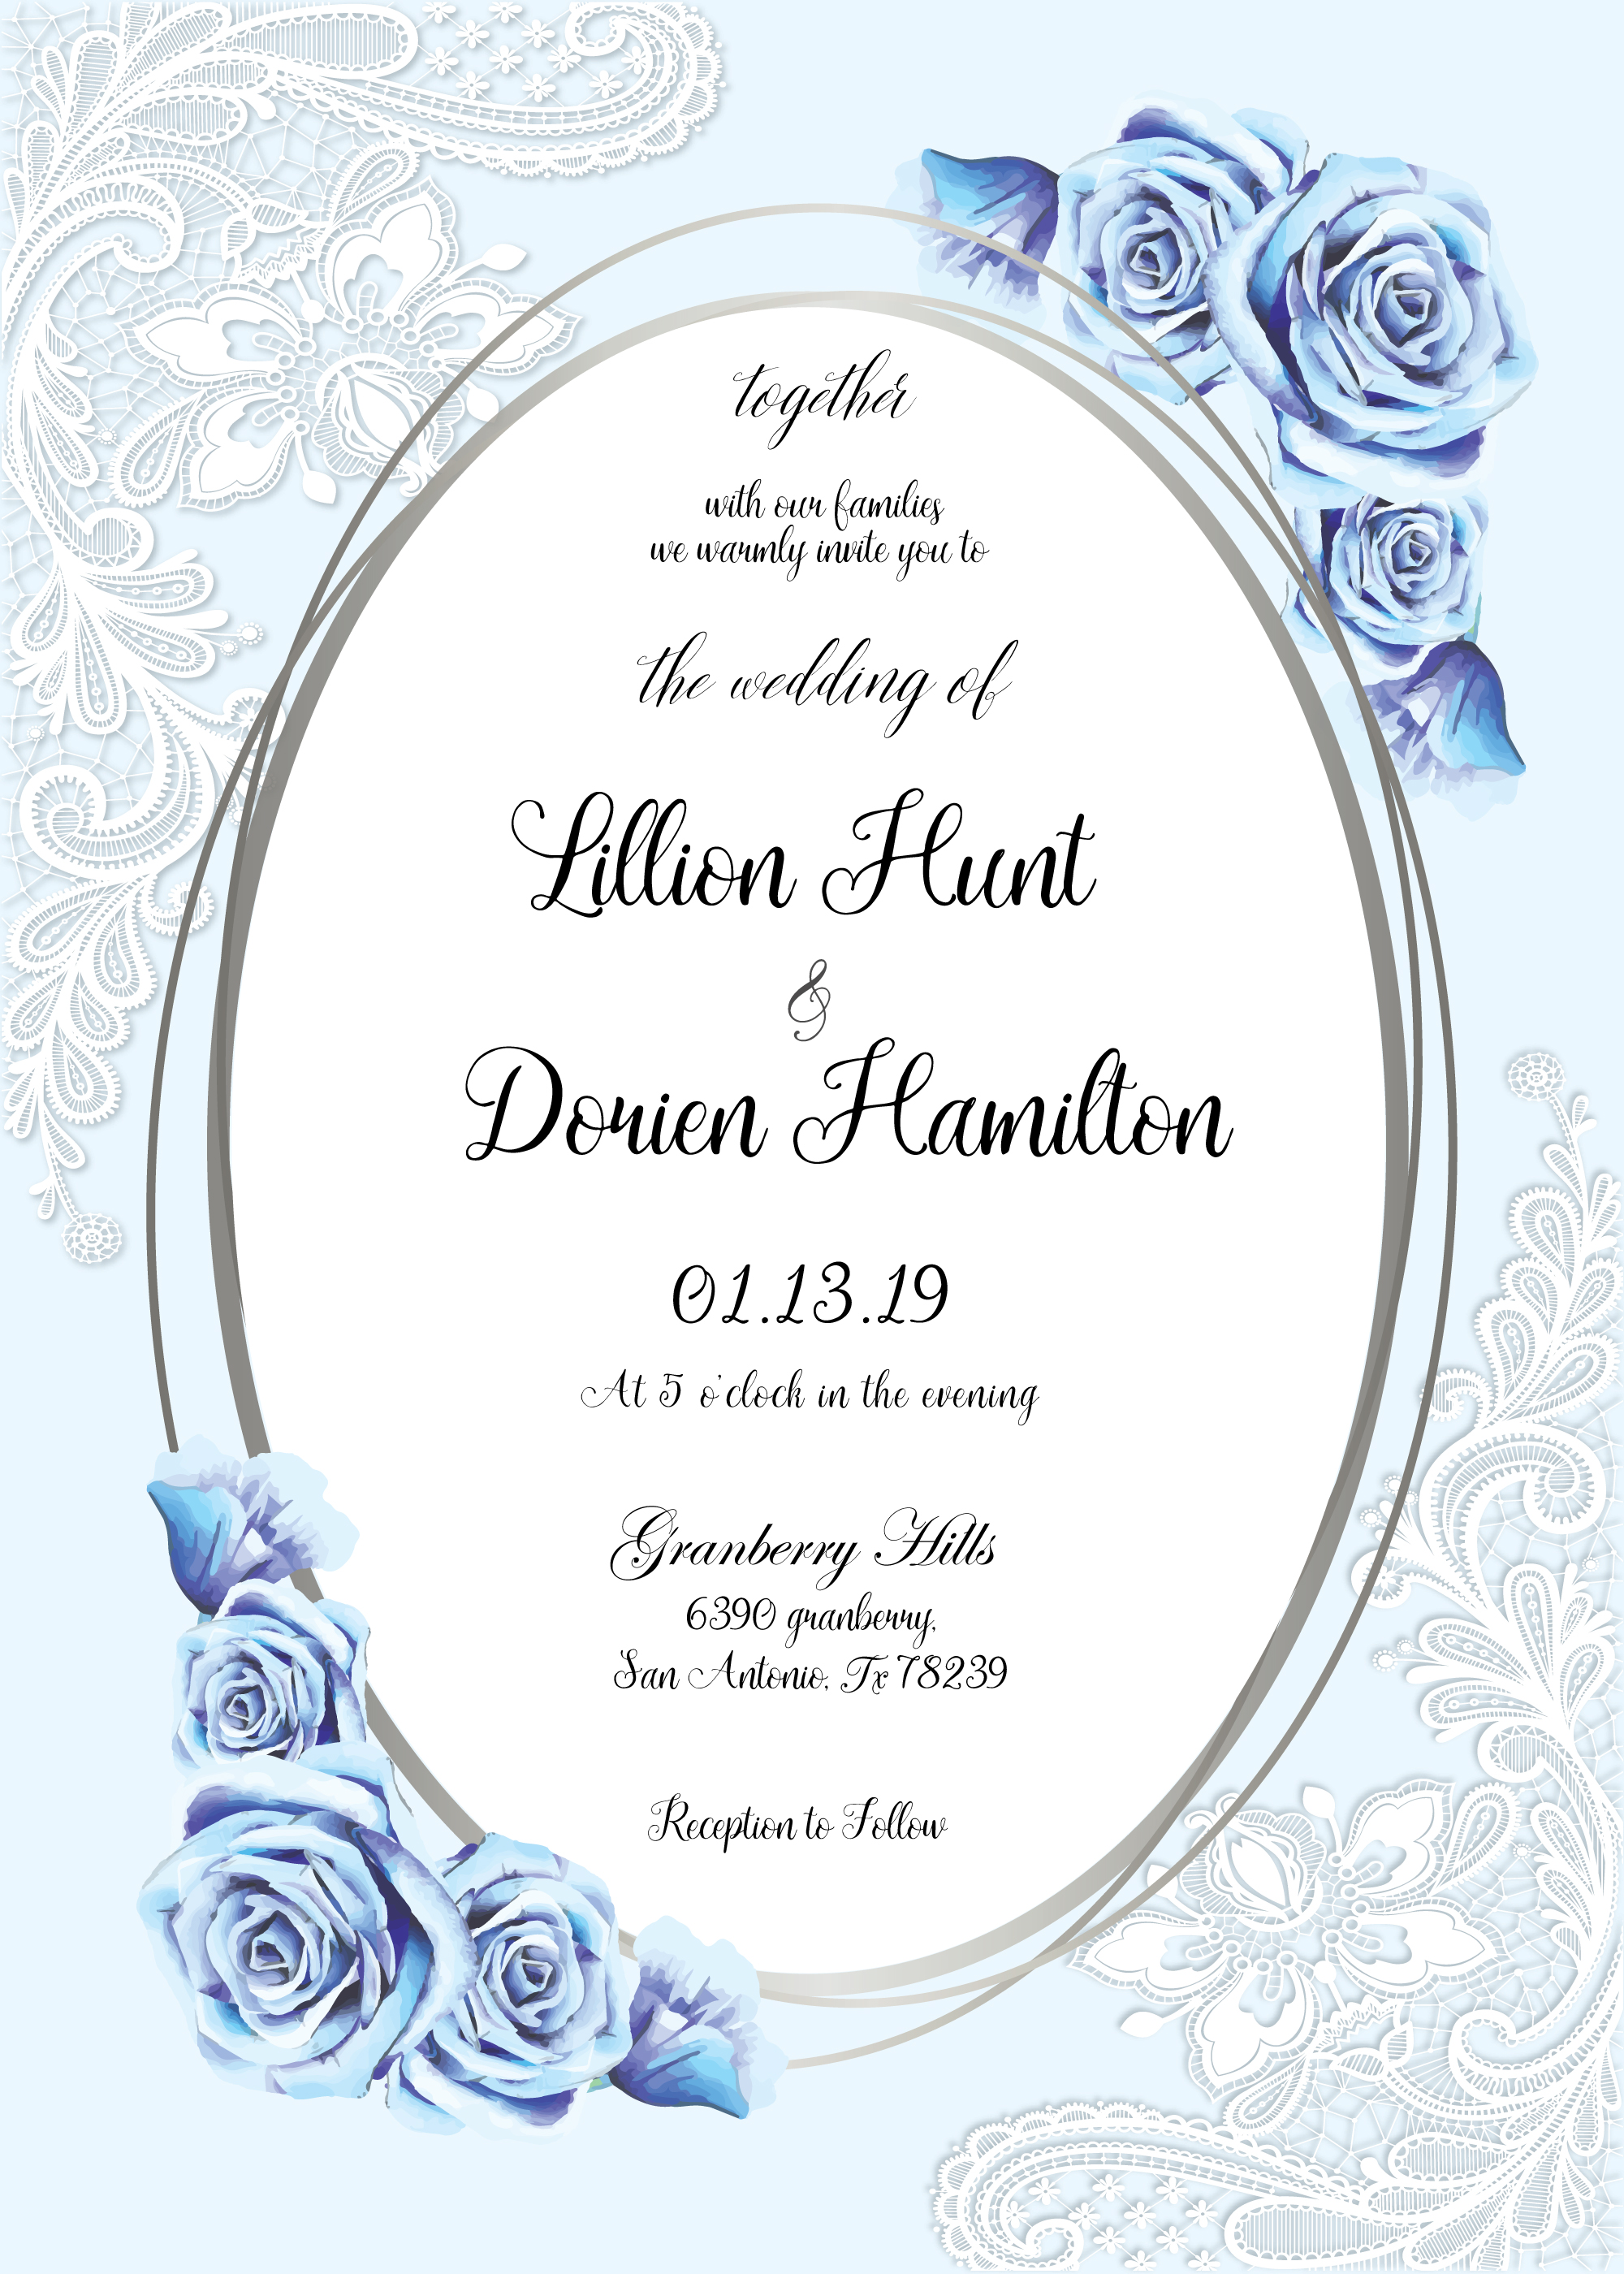 together
with our families
we warmly invite you to
the wedding of
Lillion Hunt
&
Dorien Hamilton
01.13.19
At 5 o'clock in the evening
Granberry Hills
6390 granberry,
San Antonio, Tx 78239
Reception to Follow